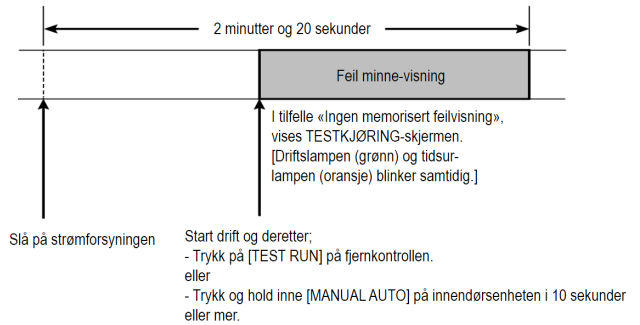 2 minutter og 20 sekunder
Feil minne-visning
I tilfelle «Ingen memorisert feilvisning»,
vises TESTKJØRING-skjermen.
[Driftslampen (grønn) og tidsur-
lampen (oransje) blinker samtidig.]
Slå på strømforsyningen
Start drift og deretter;
- Trykk på [TEST RUN] på fjernkontrollen.
eller
- Trykk og hold inne [MANUAL AUTO] på innendørsenheten i 10 sekunder
eller mer.